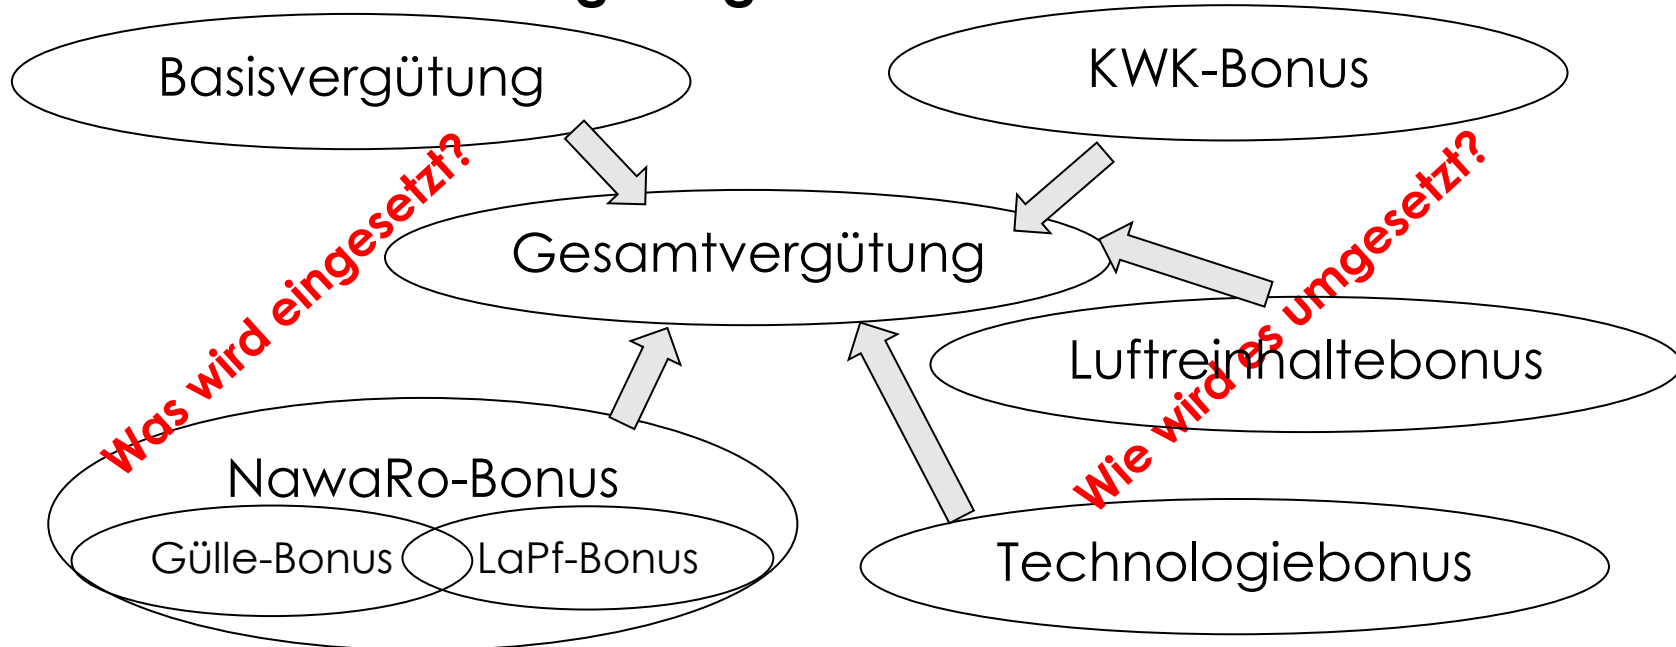 Basisvergütung
KWK-Bonus
Was wird eingesetzt?
Wie wird es umgesetzt?
Gesamtvergütung
Luftreinhaltebonus
NawaRo-Bonus
Gülle-Bonus
LaPf-Bonus
Technologiebonus